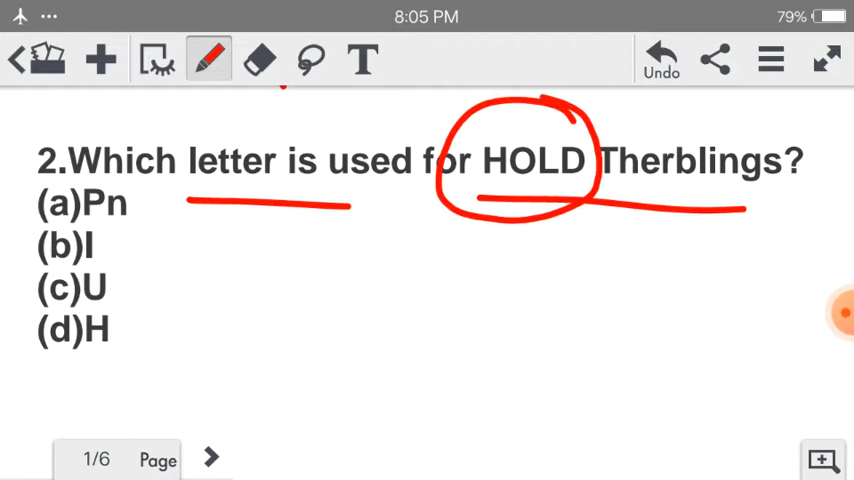 8:05 PM
79%
T
Undo
2.Which letter is used for HOLD Therblings?
(a)Pn
(b)I
(c)U
(d)H
1/6 Page